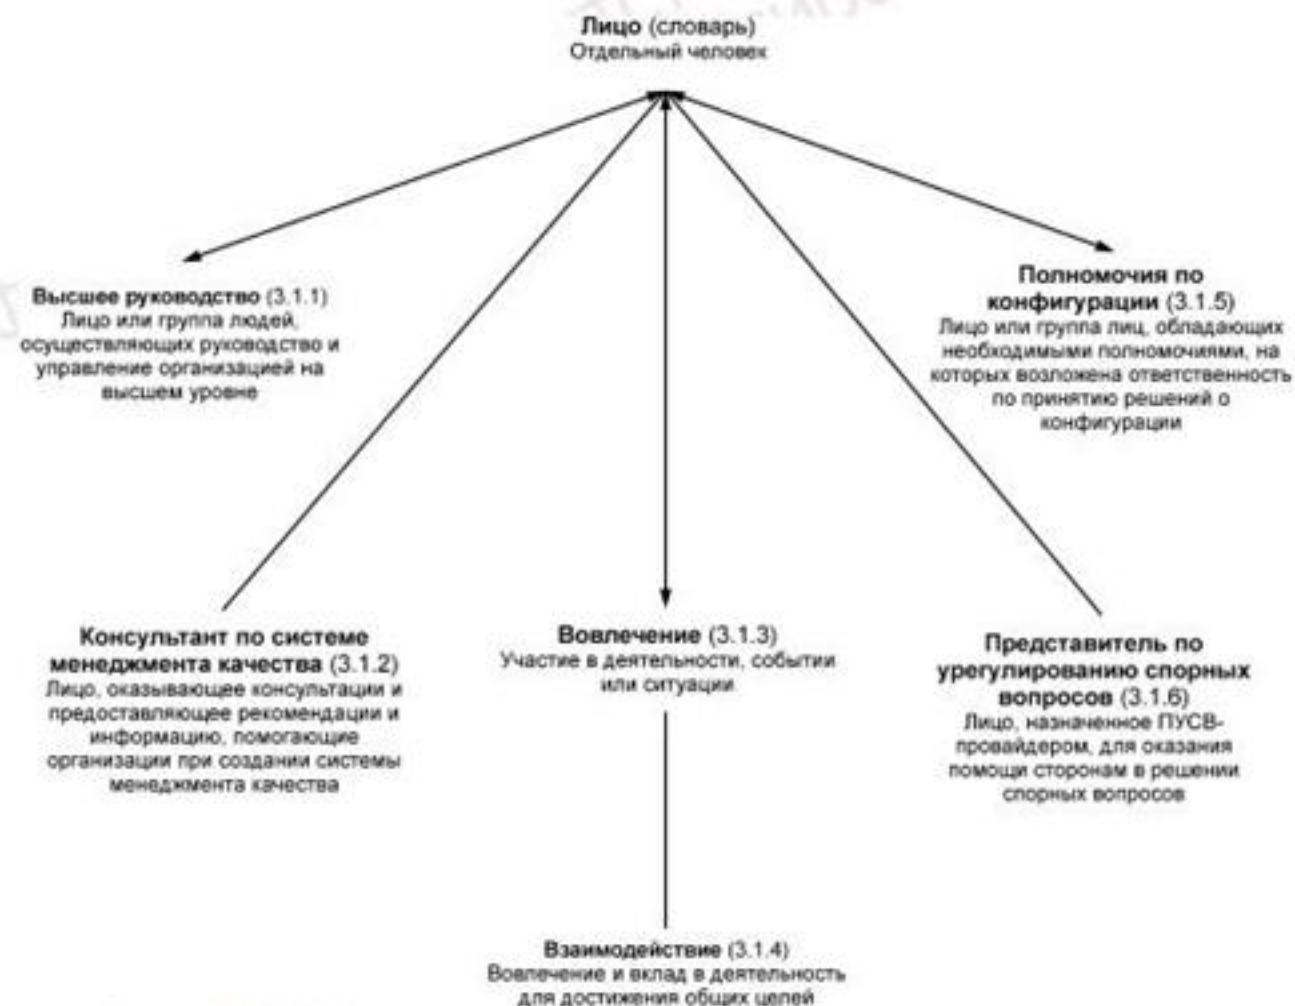 Лицо (словарь)
Отдельный человек
Высшее руководство (3.1.1)
Лицо или группа людей,
осуществляющих руководство и
управление организацией на
высшем уровне
Полномочия по
конфигурации (3.1.5)
Лицо или группа лиц, обладающих
необходимыми полномочиями, на
которых возложена ответственность
по принятию решений о
конфигурации
Консультант по системе
менеджмента качества (3.1.2)
Лицо, оказывающее консультации и
предоставляющее рекомендации и
информацию, помогающие
организации при создании системы
менеджмента качества
Вовлечение (3.1.3)
Участие в деятельности, событии
или ситуации
Представитель по
урегулированию спорных
вопросов (3.1.6)
Лицо, назначенное ПУСВ-
провайдером, для оказания
помощи сторонам в решении
спорных вопросов
Взаимодействие (3.1.4)
Вовлечение и вклад в деятельность
для достижения общих целей